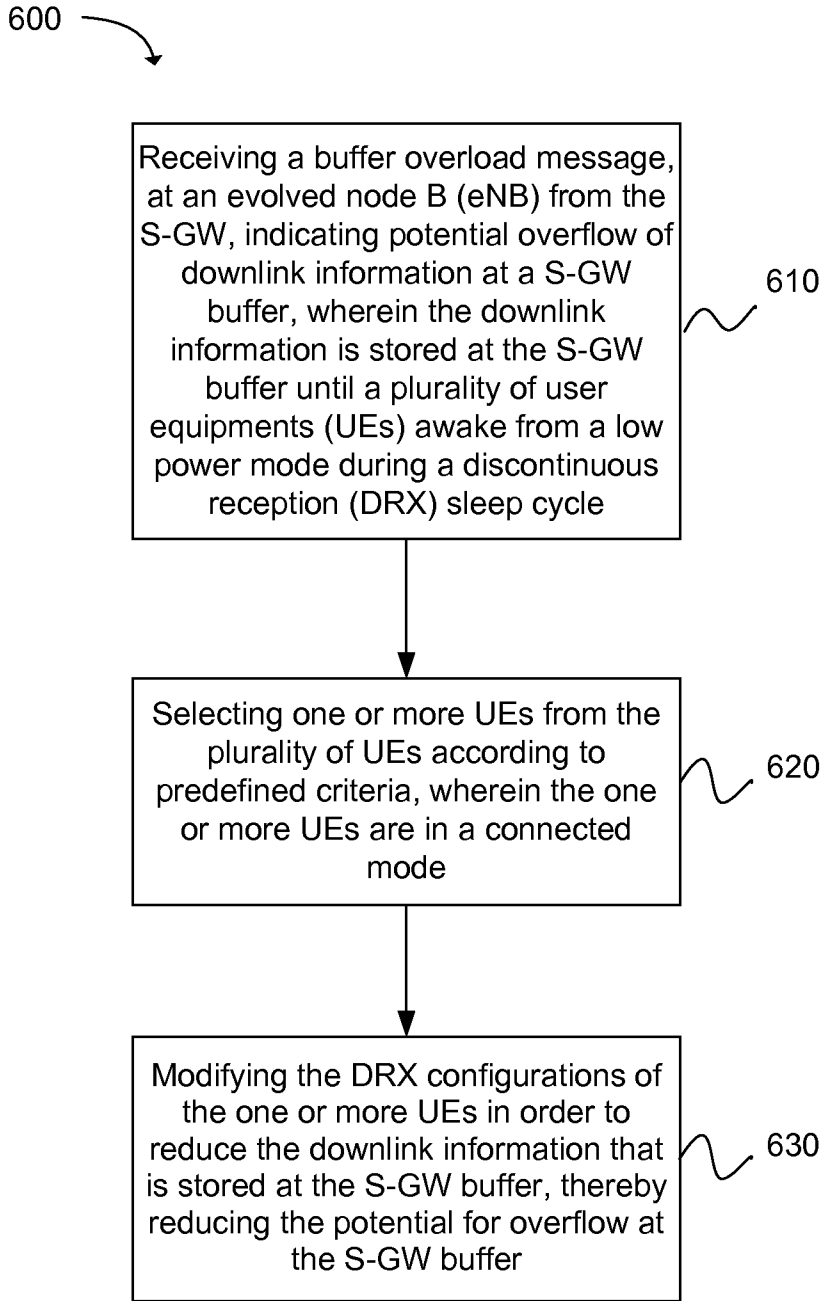 600
Receiving a buffer overload message,
at an evolved node B (eNB) from the
S-GW, indicating potential overflow of
downlink information at a S-GW
buffer, wherein the downlink
information is stored at the S-GW
buffer until a plurality of user
equipments (UEs) awake from a low
power mode during a discontinuous
reception (DRX) sleep cycle
610
Selecting one or more UEs from the
plurality of UEs according to
predefined criteria, wherein the one
or more UEs are in a connected
mode
620
Modifying the DRX configurations of
the one or more UEs in order to
reduce the downlink information that
is stored at the S-GW buffer, thereby
reducing the potential for overflow at
the S-GW buffer
630